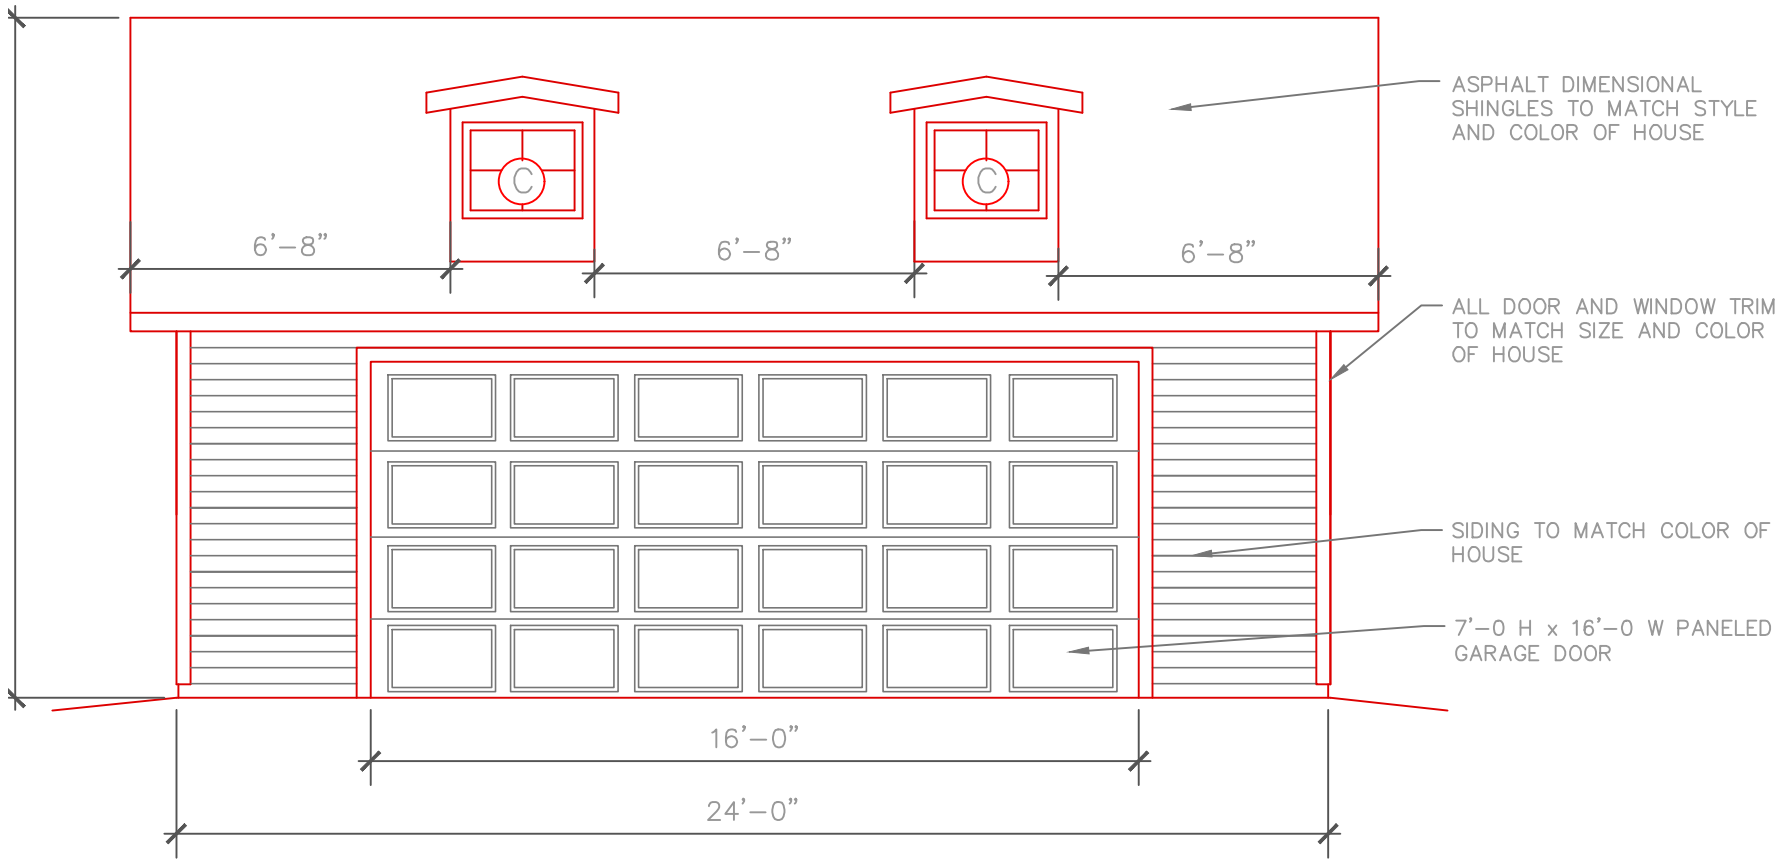 ASPHALT DIMENSIONAL
SHINGLES TO MATCH STYLE
AND COLOR OF HOUSE
C
C
6’–8”
6’–8”
6’–8”
ALL DOOR AND WINDOW TRIM
TO MATCH SIZE AND COLOR
OF HOUSE
SIDING TO MATCH COLOR OF
HOUSE
7’–0 H x 16’–0 W PANELED
GARAGE DOOR
16’–0”
24’–0”